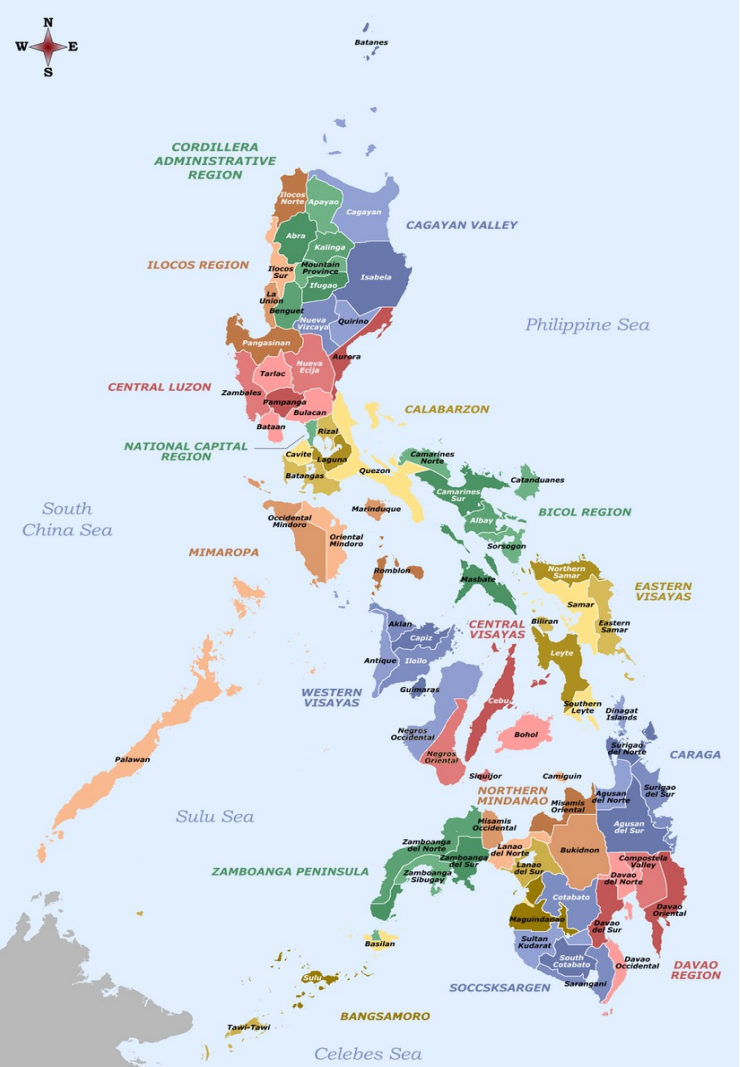 N
W E
S
Batanes
CORDILLERA
ADMINISTRATIVE
REGION
Ilocos
Norte
Apayao
Cagayan
CAGAYAN VALLEY
Abra
Kalinga
ILOCOS REGION
Ilocos
Sur
Mountain
Province
Isabela
Ifugao
La
Union
Benguet
Nueva
Vizcaya
Quirino
Philippine Sea
Pangasinan
Aurora
Nueva
Ecija
Tarlac
CENTRAL LUZON
Zambales
Pampanga
Bulacan
CALABARZON
Bataan
Rizal
NATIONAL CAPITAL
REGION
Cavite
Laguna
Batangas
Quezon
Camarines
Norte
Catanduanes
Camarines
Sur
South
China Sea
Marinduque
BICOL REGION
Albay
Occidental
Mindoro
Oriental
Mindoro
Sorsogon
MIMAROPA
Romblon
Masbate
Northern
Samar
EASTERN
VISAYAS
Samar
Aklan
CENTRAL
VISAYAS
Biliran
Eastern
Samar
Capiz
Leyte
Antique
Iloilo
WESTERN
VISAYAS
Guimaras
Cebu
Southern
Leyte
Dinagat
Islands
Negros
Occidental
Bohol
Surigao
del Norte
CARAGA
Negros
Oriental
Palawan
Siquijor
Camiguin
NORTHERN
MINDANAO
Agusan
del Norte
Surigao
del Sur
Misamis
Oriental
Sulu Sea
Misamis
Occidental
Agusan
del Sur
Zamboanga
del Norte
Lanao
del Norte
Bukidnon
Zamboanga
del Sur
Compostela
Valley
ZAMBOANGA PENINSULA
Zamboanga
Sibugay
Lanao
del Sur
Davao
del Norte
Cotabato
Davao
Oriental
Maguindanao
Davao
del Sur
Basilan
Sultan
Kudarat
South
Cotabato
Davao
Occidental
DAVAO
REGION
Sulu
SOCCSKSARGEN
Sarangani
BANGSAMORO
Tawi-Tawi
Celebes Sea